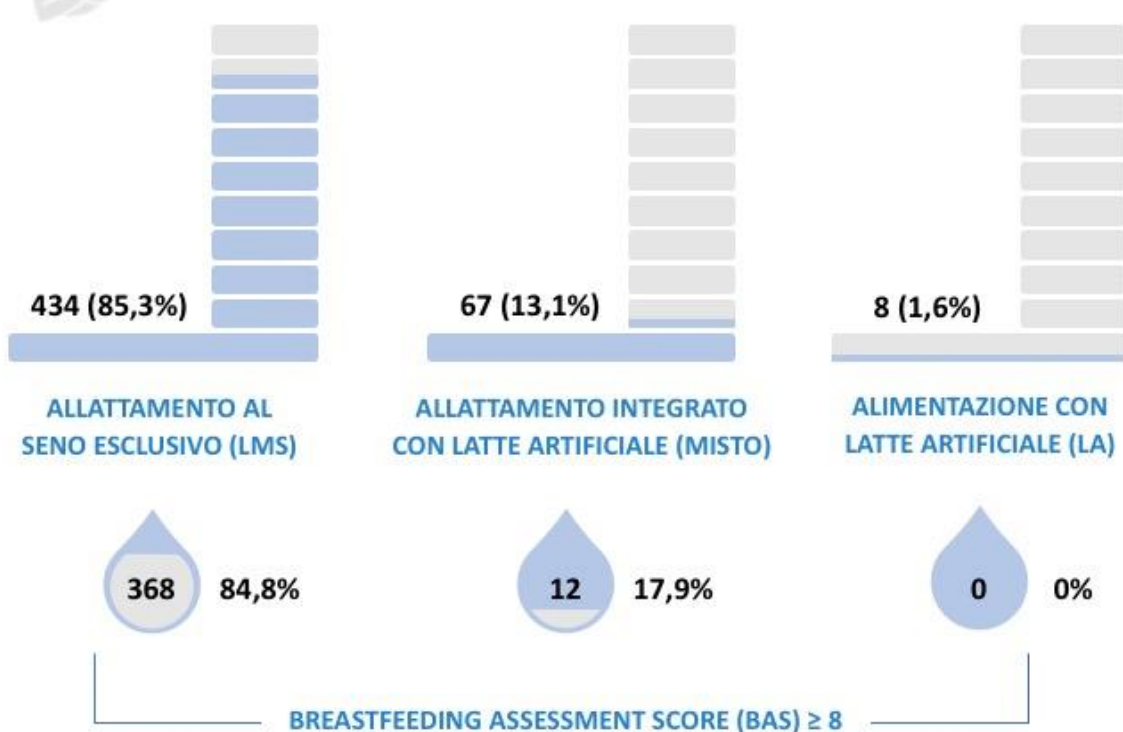 434 (85,3%)
67 (13,1%)
8 (1,6%)
ALLATTAMENTO AL
SENO ESCLUSIVO (LMS)
ALLATTAMENTO INTEGRATO
CON LATTE ARTIFICIALE (MISTO)
ALIMENTAZIONE CON
LATTE ARTIFICIALE (LA)
368
84,8%
12
17,9%
0
0%
BREASTFEEDING ASSESSMENT SCORE (BAS) ≥ 8